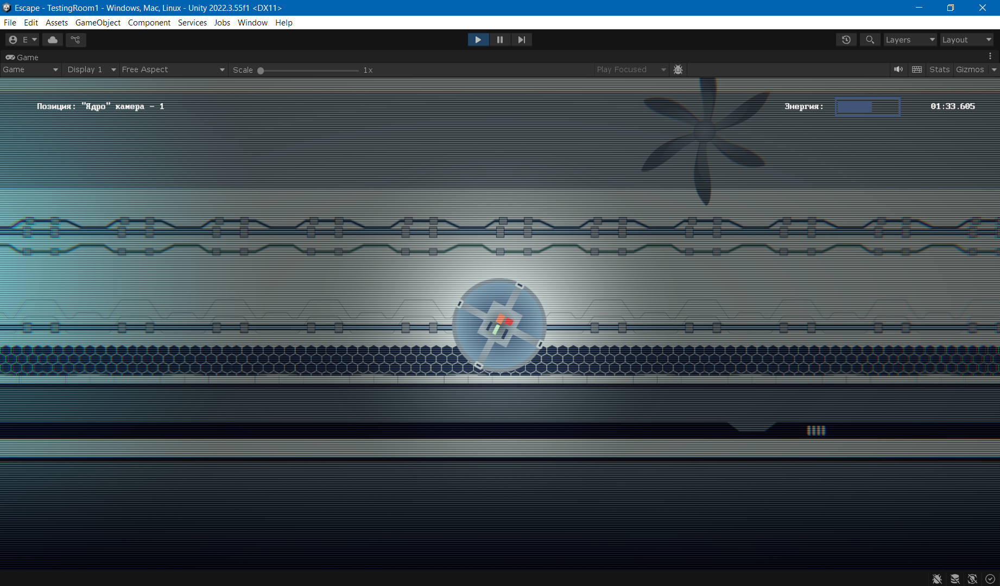 Escape - TestingRoom1 - Windows, Mac, Linux - Unity 2022.3.55f1 <DX11>
File Edit Assets GameObject Component Services Jobs Window Help
E Layers Layout
Game
Game Display 1 Free Aspect Scale 1x Play Focused Stats Gizmos
Позиция: "Ядро" камера - 1 Энергия: 01:33.605